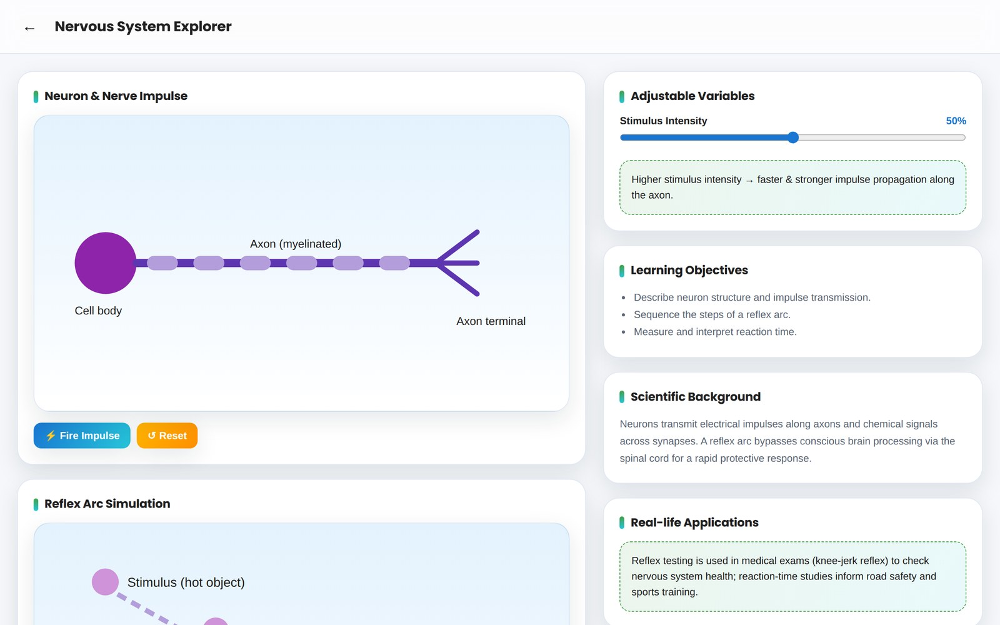 ← Nervous System Explorer
Neuron & Nerve Impulse
Axon (myelinated)
Cell body
Axon terminal
⚡ Fire Impulse
↺ Reset
Reflex Arc Simulation
Stimulus (hot object)
Adjustable Variables
Stimulus Intensity 50%
Higher stimulus intensity → faster & stronger impulse propagation along
the axon.
Learning Objectives
• Describe neuron structure and impulse transmission.
• Sequence the steps of a reflex arc.
• Measure and interpret reaction time.
Scientific Background
Neurons transmit electrical impulses along axons and chemical signals
across synapses. A reflex arc bypasses conscious brain processing via the
spinal cord for a rapid protective response.
Real-life Applications
Reflex testing is used in medical exams (knee-jerk reflex) to check
nervous system health; reaction-time studies inform road safety and
sports training.